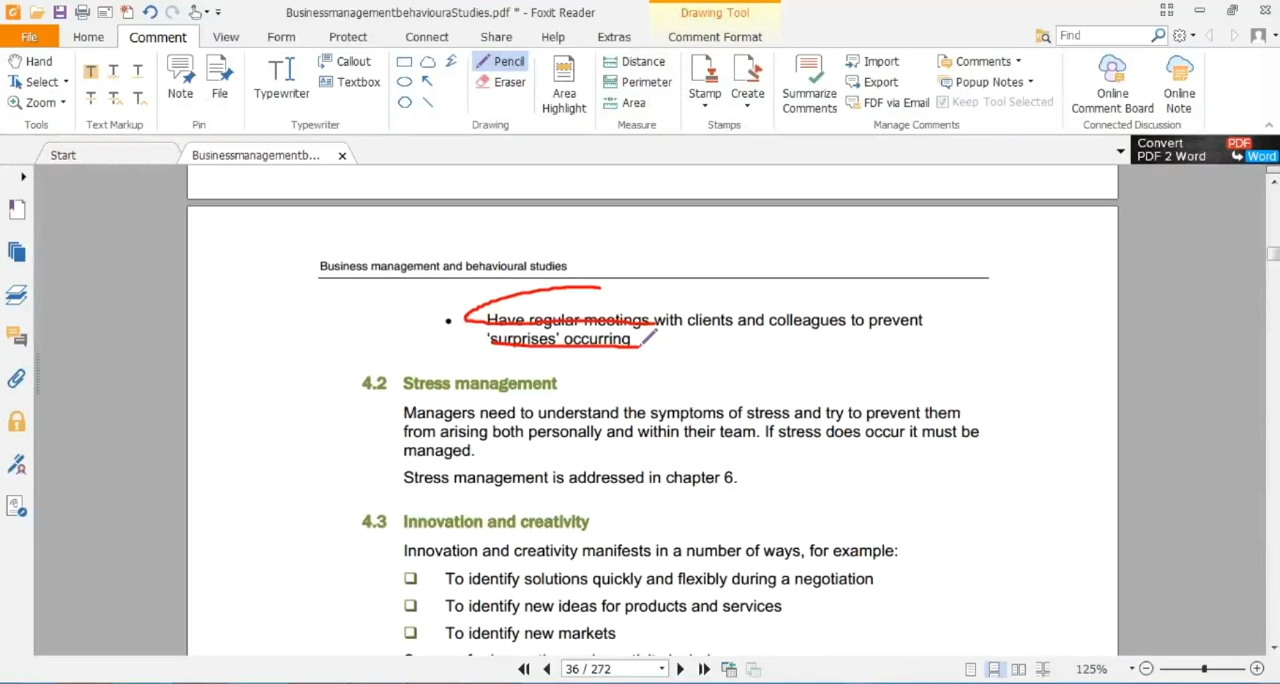 BusinessmanagementbehaviouraStudies.pdf * - Foxit Reader
Drawing Tool
File Home Comment View Form Protect Connect Share Help Extras Comment Format
Find
Hand
Select
Zoom
Tools
T T T
T T T
Text Markup
Note
File
Pin
Typewriter
Callout
Textbox
Typewriter
Pencil
Eraser
Area
Highlight
Drawing
Distance
Perimeter
Area
Measure
Stamp
Create
Stamps
Summarize
Comments
Import
Export
FDF via Email
Comments
Popup Notes
Keep Tool Selected
Manage Comments
Online
Comment Board
Online
Note
Connected Discussion
Start
Businessmanagementb...
Convert PDF
PDF 2 Word Word
Business management and behavioural studies
• Have regular meetings with clients and colleagues to prevent
‘surprises’ occurring
4.2 Stress management
Managers need to understand the symptoms of stress and try to prevent them
from arising both personally and within their team. If stress does occur it must be
managed.
Stress management is addressed in chapter 6.
4.3 Innovation and creativity
Innovation and creativity manifests in a number of ways, for example:
❑ To identify solutions quickly and flexibly during a negotiation
❑ To identify new ideas for products and services
❑ To identify new markets
36 / 272
125%